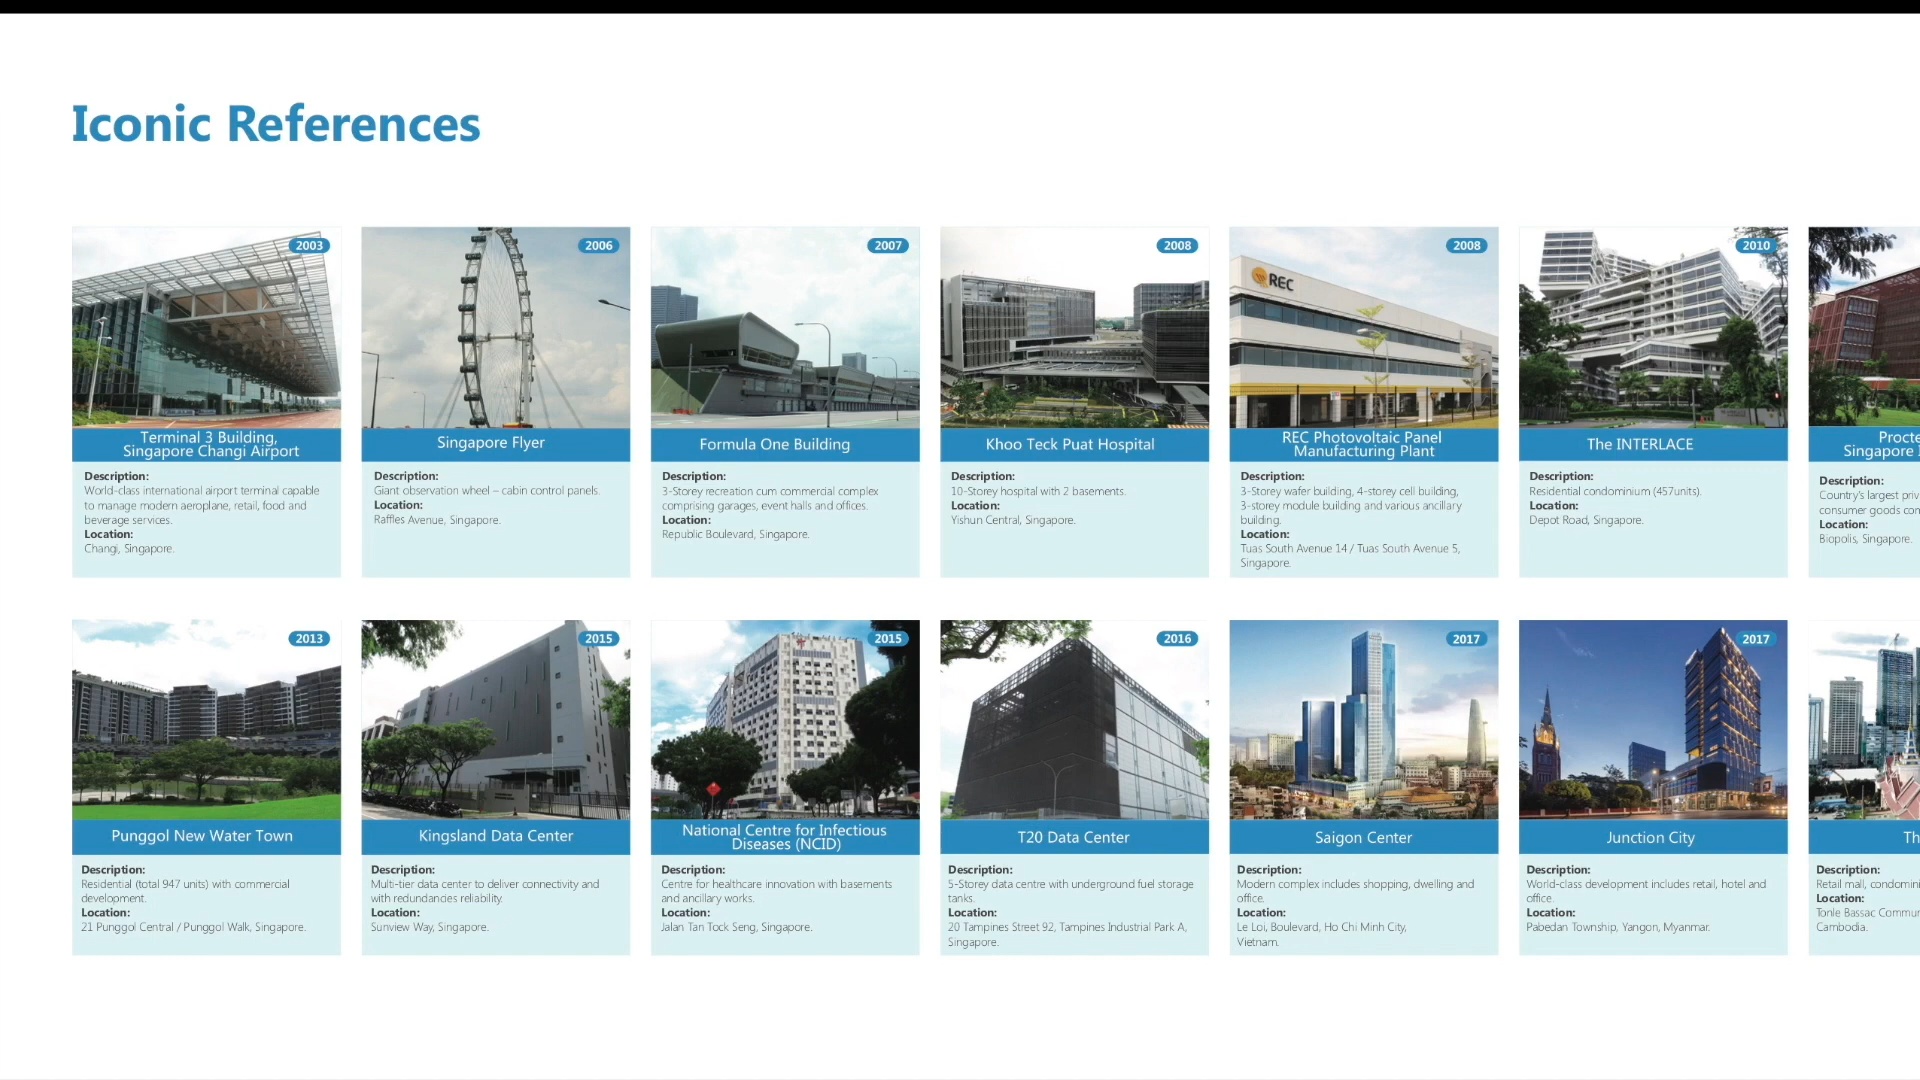 Iconic References
2003
Terminal 3 Building,
Singapore Changi Airport
Description:
World-class international airport terminal capable
to manage modern aeroplane, retail, food and
beverage services.
Location:
Changi, Singapore.
2006
Singapore Flyer
Description:
Giant observation wheel – cabin control panels.
Location:
Raffles Avenue, Singapore.
2007
Formula One Building
Description:
3-Storey recreation cum commercial complex
comprising garages, event halls and offices.
Location:
Republic Boulevard, Singapore.
2008
Khoo Teck Puat Hospital
Description:
10-Storey hospital with 2 basements.
Location:
Yishun Central, Singapore.
2008
REC
REC Photovoltaic Panel
Manufacturing Plant
Description:
3-Storey wafer building, 4-storey cell building,
3-storey module building and various ancillary
building.
Location:
Tuas South Avenue 14 / Tuas South Avenue 5,
Singapore.
2010
The INTERLACE
Description:
Residential condominium (457units).
Location:
Depot Road, Singapore.
Singapore
Description:
Country's largest
consumer goods
Location:
Biopolis, Singapore.
2013
Punggol New Water Town
Description:
Residential (total 947 units) with commercial
development.
Location:
21 Punggol Central / Punggol Walk, Singapore.
2015
Kingsland Data Center
Description:
Multi-tier data center to deliver connectivity and
with redundancies reliability.
Location:
Sunview Way, Singapore.
2015
National Centre for Infectious
Diseases (NCID)
Description:
Centre for healthcare innovation with basements
and ancillary works.
Location:
Jalan Tan Tock Seng, Singapore.
2016
T20 Data Center
Description:
5-Storey data centre with underground fuel storage
tanks.
Location:
20 Tampines Street 92, Tampines Industrial Park A,
Singapore.
2017
Saigon Center
Description:
Modern complex includes shopping, dwelling and
office.
Location:
Le Loi, Boulevard, Ho Chi Minh City,
Vietnam.
2017
Junction City
Description:
World-class development includes retail, hotel and
office.
Location:
Pabedan Township, Yangon, Myanmar.
Description:
Retail mall,
Location:
Tonle Bassac
Cambodia.